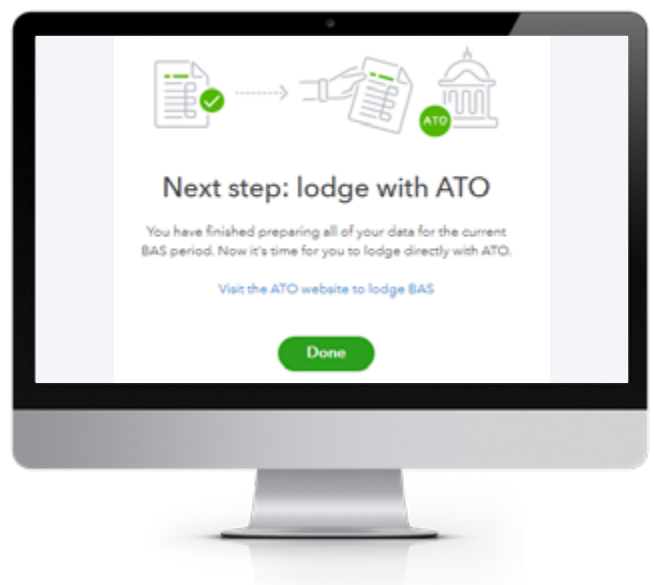 ATO
Next step: lodge with ATO
You have finished preparing all of your data for the current
BAS period. Now it's time for you to lodge directly with ATO.
Visit the ATO website to lodge BAS
Done